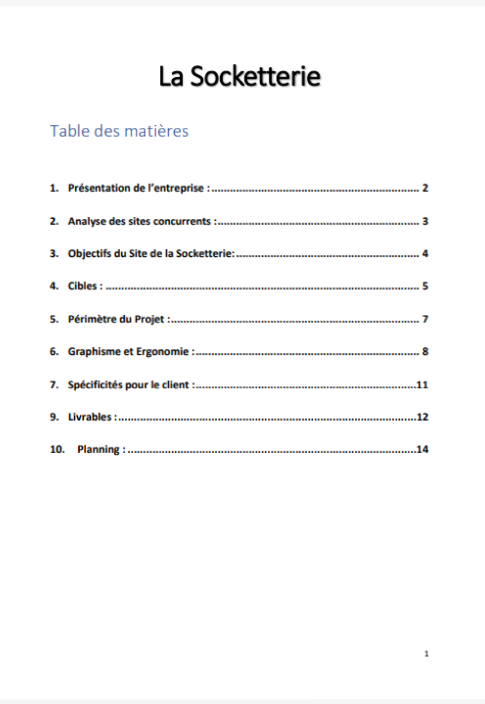 La Socketterie
Table des matières
1. Présentation de l'entreprise :........................................................................ 2
2. Analyse des sites concurrents :...................................................................... 3
3. Objectifs du Site de la Socketterie:................................................................ 4
4. Cibles : ........................................................................................................ 5
5. Périmètre du Projet :..................................................................................... 7
6. Graphisme et Ergonomie :............................................................................. 8
7. Spécificités pour le client :............................................................................11
9. Livrables :....................................................................................................12
10. Planning :...................................................................................................14
1